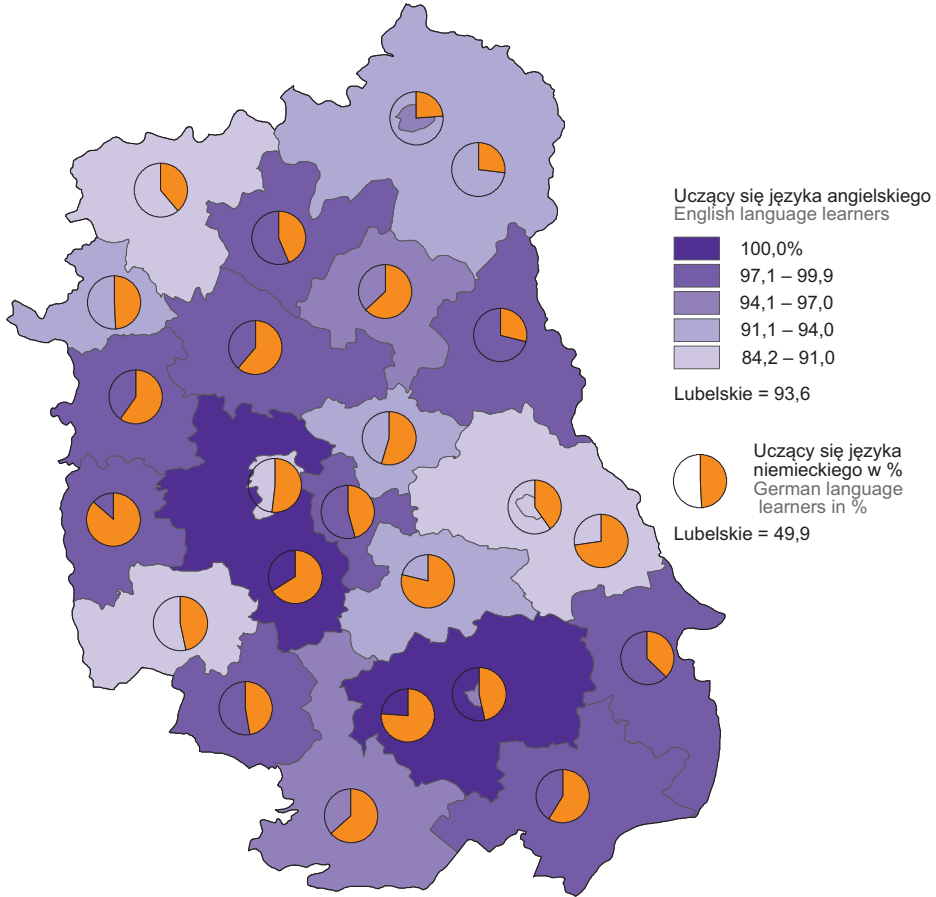 Uczący się języka angielskiego
English language learners
100,0%
97,1 – 99,9
94,1 – 97,0
91,1 – 94,0
84,2 – 91,0
Lubelskie = 93,6
Uczący się języka
niemieckiego w %
German language
learners in %
Lubelskie = 49,9